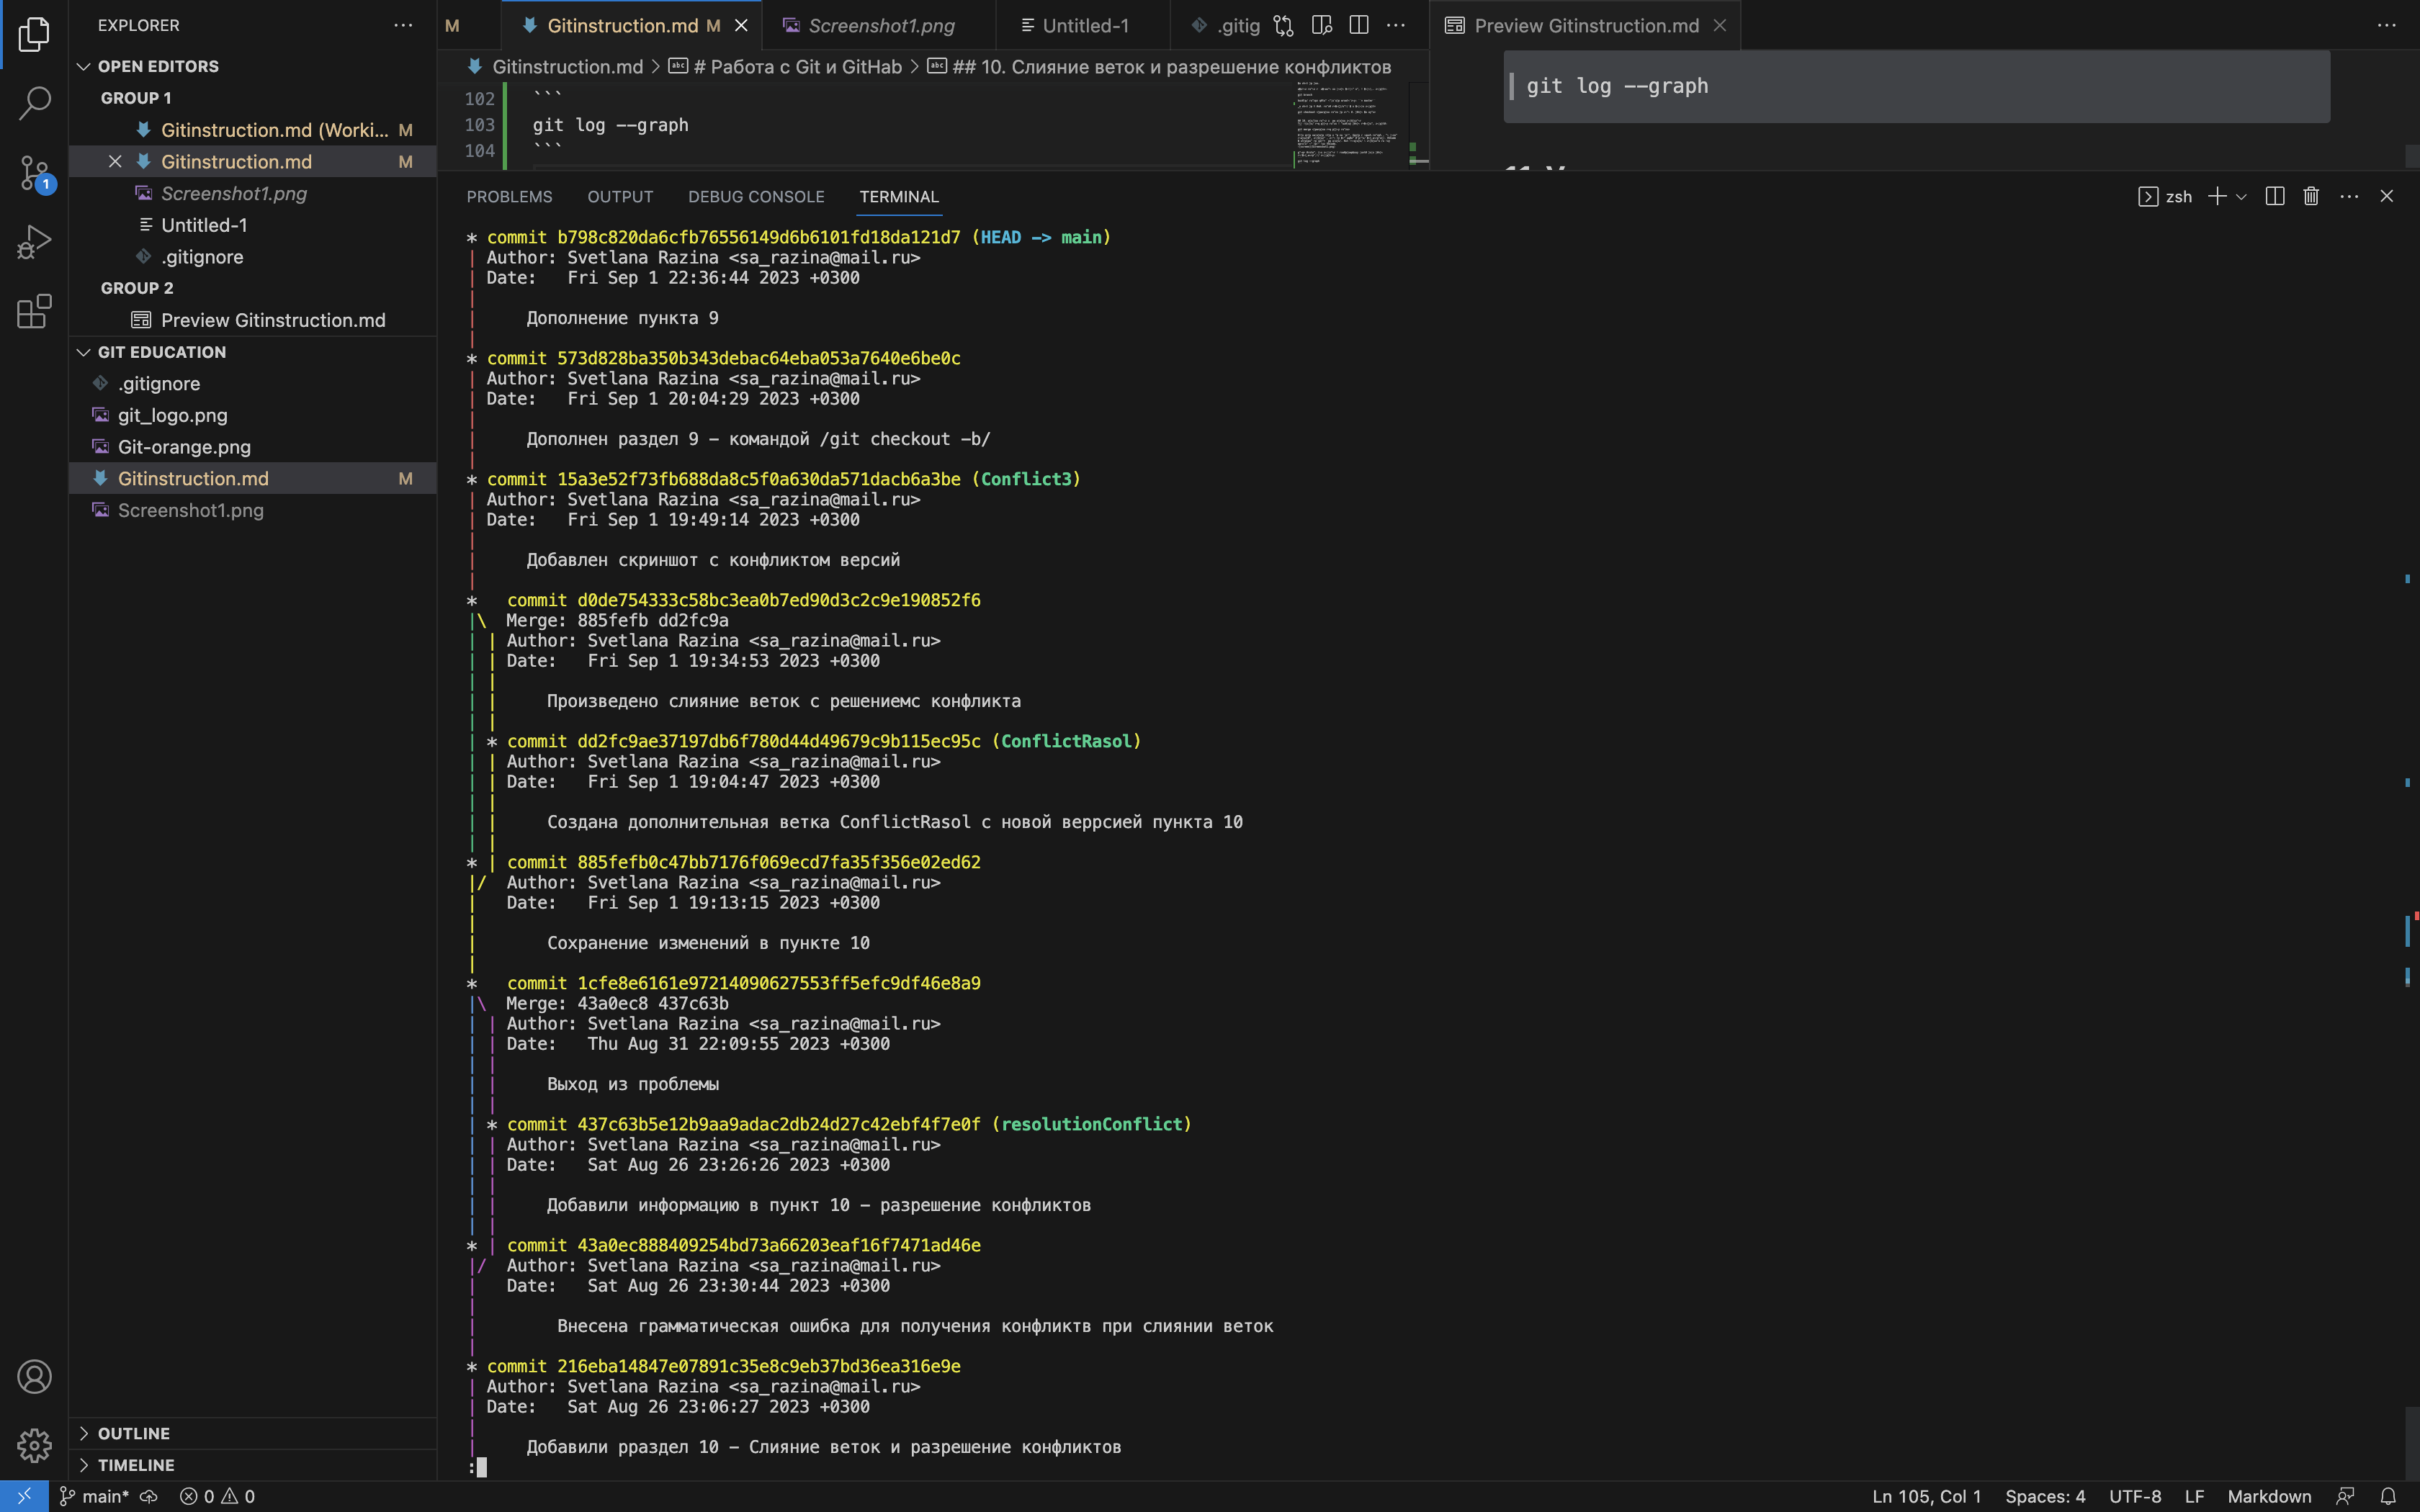 EXPLORER
OPEN EDITORS
GROUP 1
Gitinstruction.md (Worki... M
Gitinstruction.md M
Screenshot1.png
Untitled-1
.gitignore
GROUP 2
Preview Gitinstruction.md
GIT EDUCATION
.gitignore
git_logo.png
Git-orange.png
Gitinstruction.md M
Screenshot1.png
OUTLINE
TIMELINE
1
M
Gitinstruction.md M
Screenshot1.png
Untitled-1
.gitig
Preview Gitinstruction.md
Gitinstruction.md > # Работа с Git и GitHab > ## 10. Слияние веток и разрешение конфликтов
102 ```
103 git log --graph
104 ```
git log --graph
PROBLEMS OUTPUT DEBUG CONSOLE TERMINAL
zsh
* commit b798c820da6cfb76556149d6b6101fd18da121d7 (HEAD -> main)
| Author: Svetlana Razina <sa_razina@mail.ru>
| Date: Fri Sep 1 22:36:44 2023 +0300
|
| Дополнение пункта 9
|
* commit 573d828ba350b343debac64eba053a7640e6be0c
| Author: Svetlana Razina <sa_razina@mail.ru>
| Date: Fri Sep 1 20:04:29 2023 +0300
|
| Дополнен раздел 9 - командой /git checkout -b/
|
* commit 15a3e52f73fb688da8c5f0a630da571dacb6a3be (Conflict3)
| Author: Svetlana Razina <sa_razina@mail.ru>
| Date: Fri Sep 1 19:49:14 2023 +0300
|
| Добавлен скриншот с конфликтом версий
|
* commit d0de754333c58bc3ea0b7ed90d3c2c9e190852f6
|\ Merge: 885fefb dd2fc9a
| | Author: Svetlana Razina <sa_razina@mail.ru>
| | Date: Fri Sep 1 19:34:53 2023 +0300
| |
| | Произведено слияние веток с решениемс конфликта
| |
| * commit dd2fc9ae37197db6f780d44d49679c9b115ec95c (ConflictRasol)
| | Author: Svetlana Razina <sa_razina@mail.ru>
| | Date: Fri Sep 1 19:04:47 2023 +0300
| |
| | Создана дополнительная ветка ConflictRasol с новой веррсией пункта 10
| |
* | commit 885fefb0c47bb7176f069ecd7fa35f356e02ed62
|/ Author: Svetlana Razina <sa_razina@mail.ru>
| Date: Fri Sep 1 19:13:15 2023 +0300
|
| Сохранение изменений в пункте 10
|
* commit 1cfe8e6161e97214090627553ff5efc9df46e8a9
|\ Merge: 43a0ec8 437c63b
| | Author: Svetlana Razina <sa_razina@mail.ru>
| | Date: Thu Aug 31 22:09:55 2023 +0300
| |
| | Выход из проблемы
| |
| * commit 437c63b5e12b9aa9adac2db24d27c42ebf4f7e0f (resolutionConflict)
| | Author: Svetlana Razina <sa_razina@mail.ru>
| | Date: Sat Aug 26 23:26:26 2023 +0300
| |
| | Добавили информацию в пункт 10 - разрешение конфликтов
| |
* | commit 43a0ec888409254bd73a66203eaf16f7471ad46e
|/ Author: Svetlana Razina <sa_razina@mail.ru>
| Date: Sat Aug 26 23:30:44 2023 +0300
|
| Внесена грамматическая ошибка для получения конфликтв при слиянии веток
|
* commit 216eba14847e07891c35e8c9eb37bd36ea316e9e
| Author: Svetlana Razina <sa_razina@mail.ru>
| Date: Sat Aug 26 23:06:27 2023 +0300
|
| Добавили рраздел 10 - Слияние веток и разрешение конфликтов
:
main* 0 0
Ln 105, Col 1 Spaces: 4 UTF-8 LF Markdown